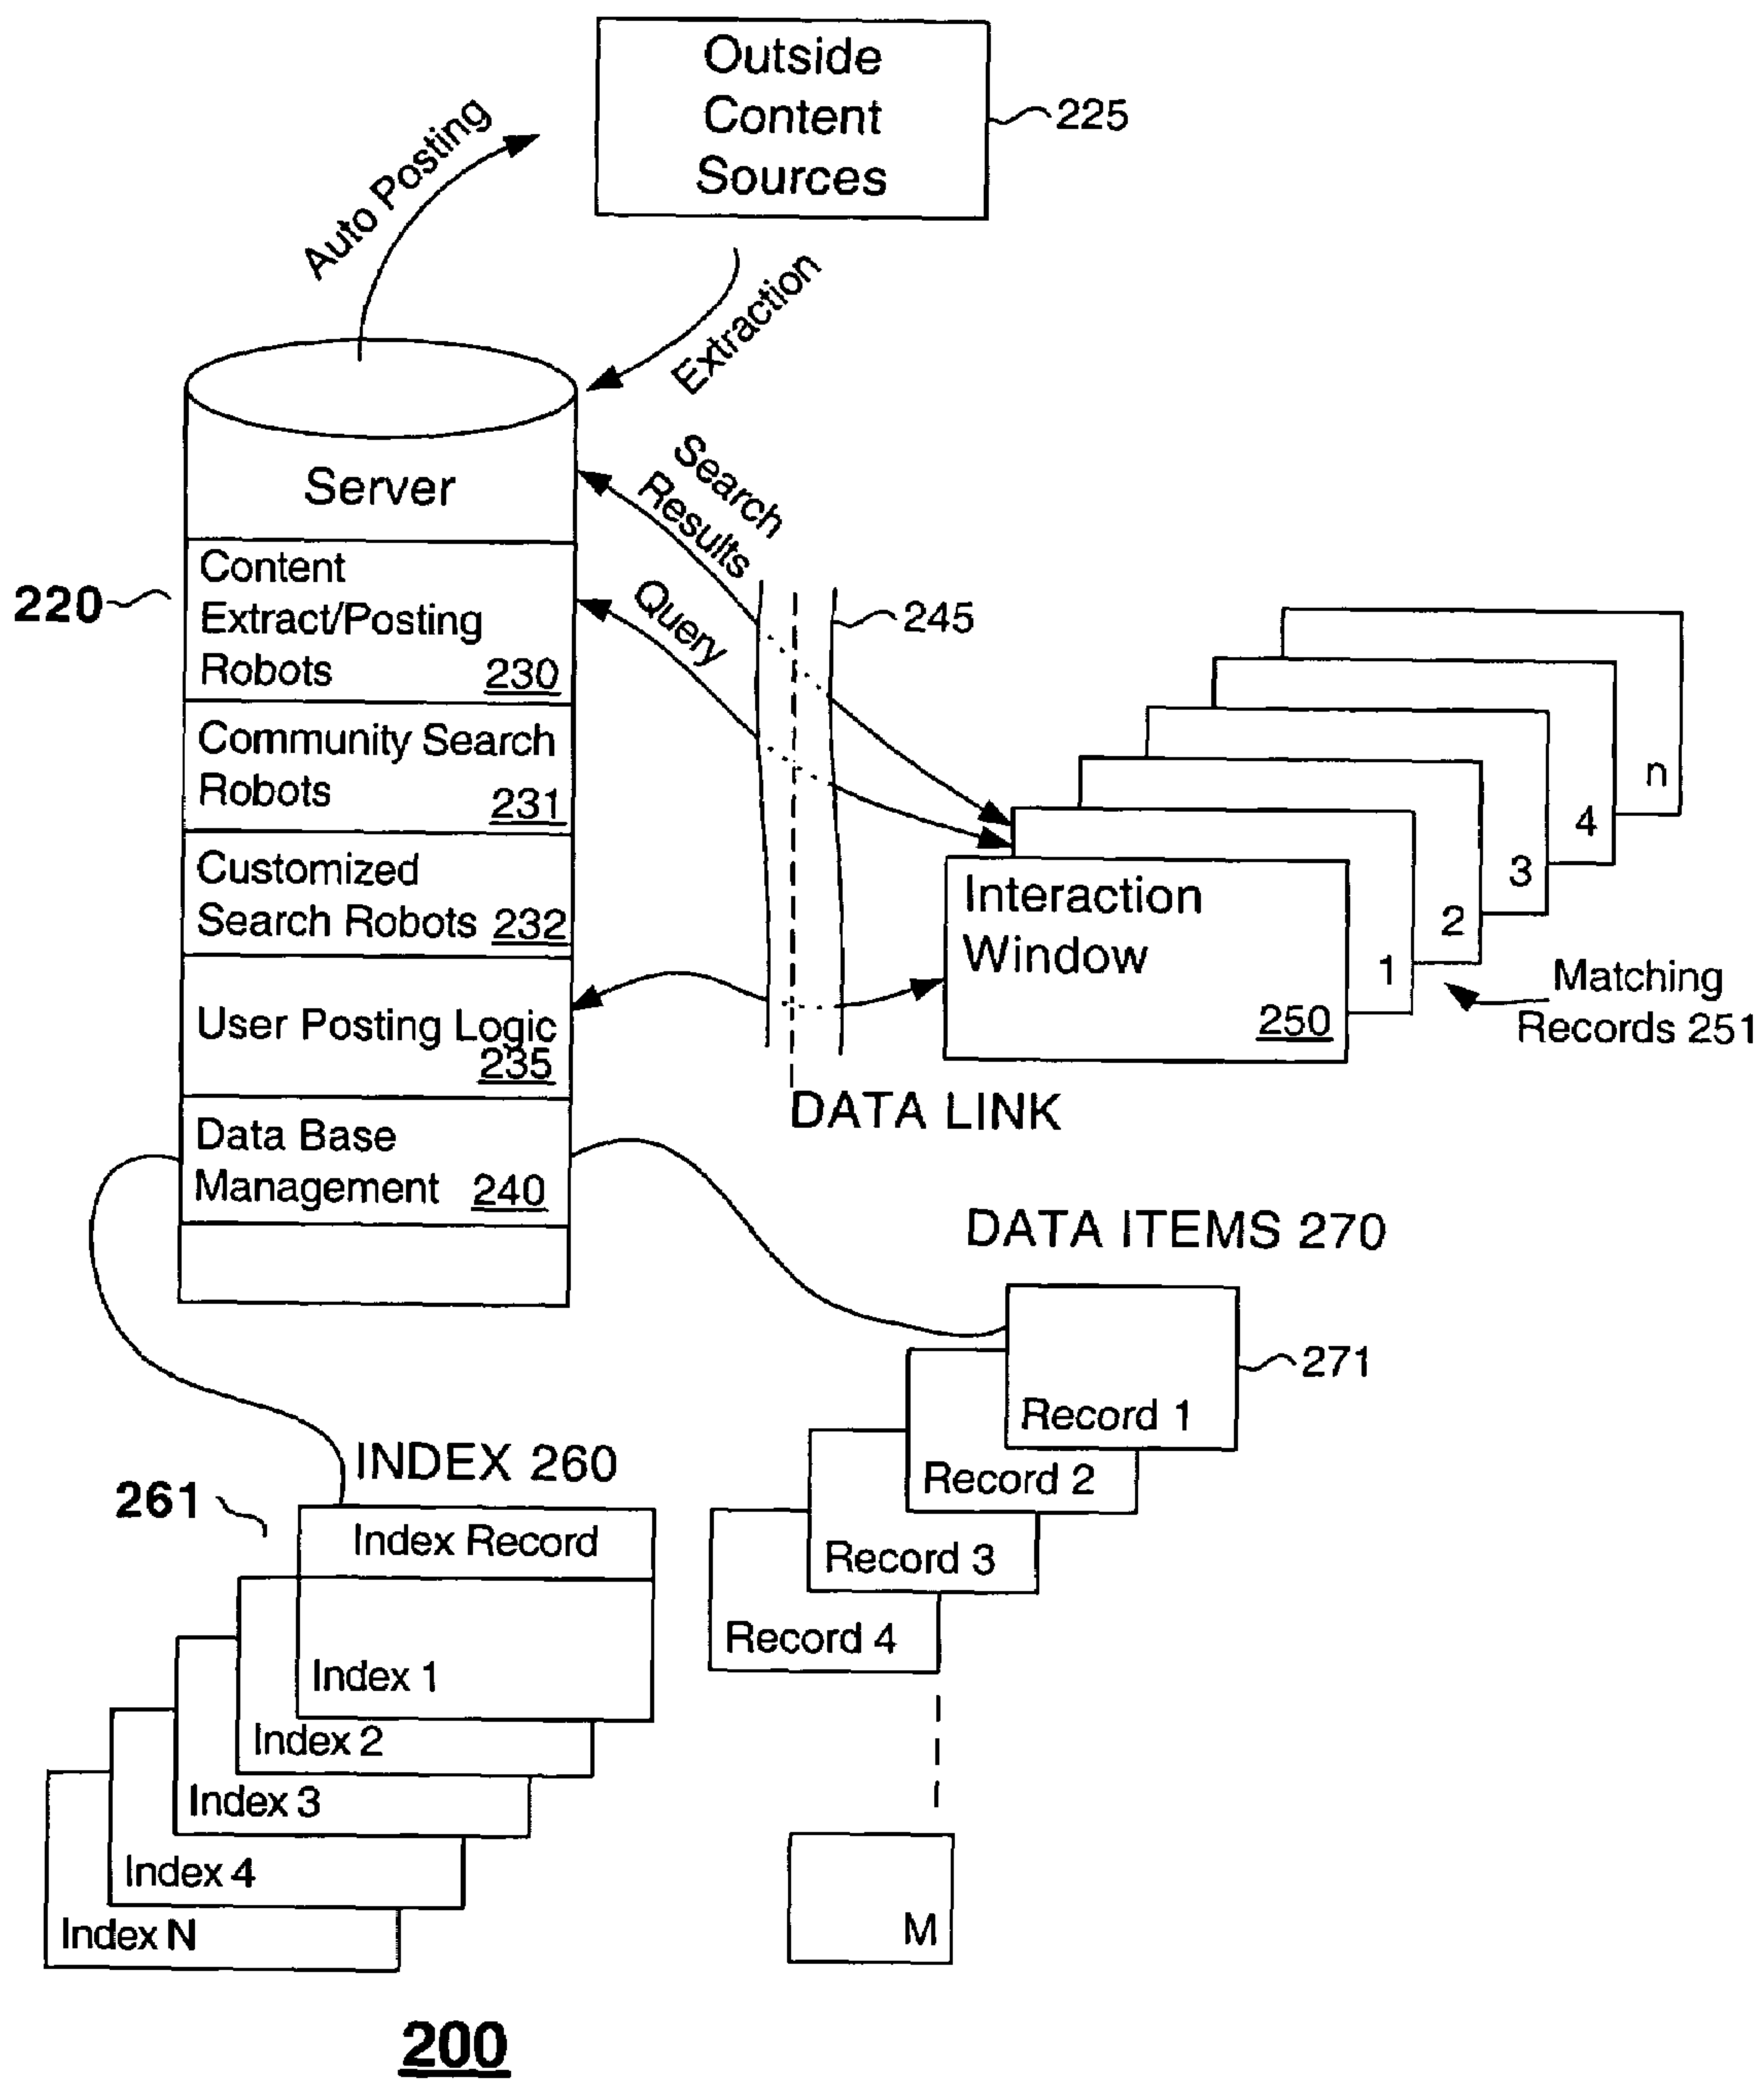 Outside
Content
Sources
225
Auto Posting
Extraction
Server
Search
Results
Query
220
Content
Extract/Posting
Robots 230
245
Community Search
Robots 231
Customized
Search Robots 232
User Posting Logic
235
Data Base
Management 240
n
4
3
2
1
Interaction
Window
250
Matching
Records 251
DATA LINK
DATA ITEMS 270
271
Record 1
Record 2
Record 3
Record 4
M
INDEX 260
261
Index Record
Index 1
Index 2
Index 3
Index 4
Index N
200